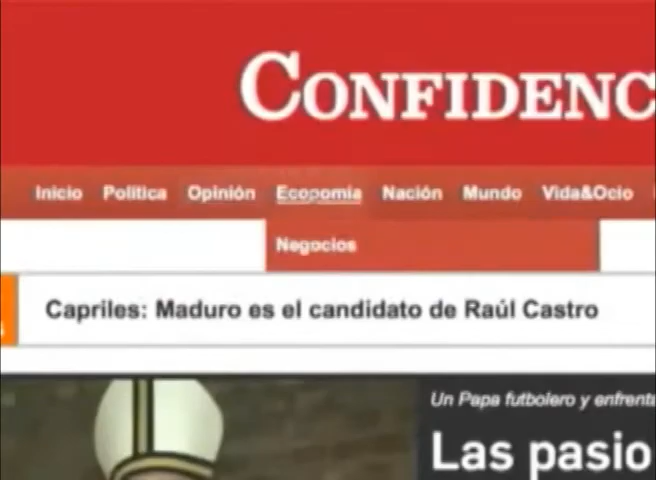 CONFIDENC
Inicio Política Opinión Economía Nación Mundo Vida&Ocio
Negocios
Capriles: Maduro es el candidato de Raúl Castro
Un Papa futbolero y enfrent
Las pasio